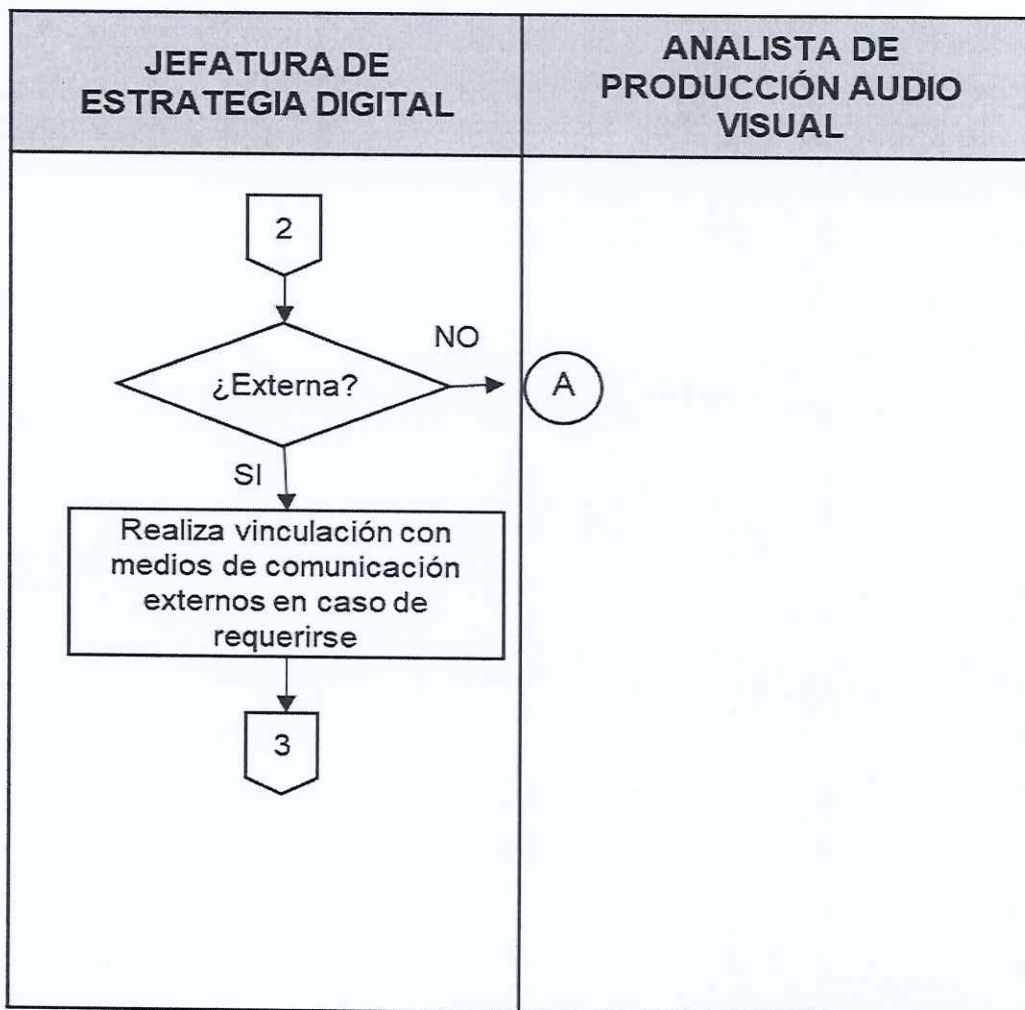 JEFATURA DE
ESTRATEGIA DIGITAL
ANALISTA DE
PRODUCCIÓN AUDIO
VISUAL
2
¿Externa?
NO
A
SI
Realiza vinculación con
medios de comunicación
externos en caso de
requerirse
3